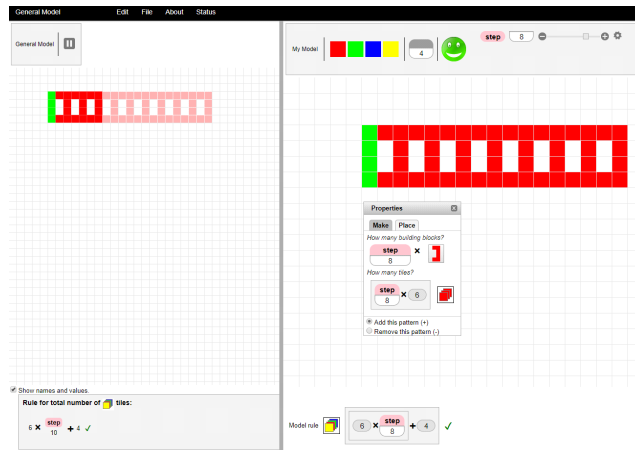 General Model Edit File About Status
General Model
My Model
4
step 8
Properties
Make Place
How many building blocks?
step
8
×
How many tiles?
step
8
× 6
Add this pattern (+)
Remove this pattern (-)
Show names and values.
Rule for total number of tiles:
6 × step
10
+ 4 ✓
Model rule
6 × step
8
+ 4 ✓